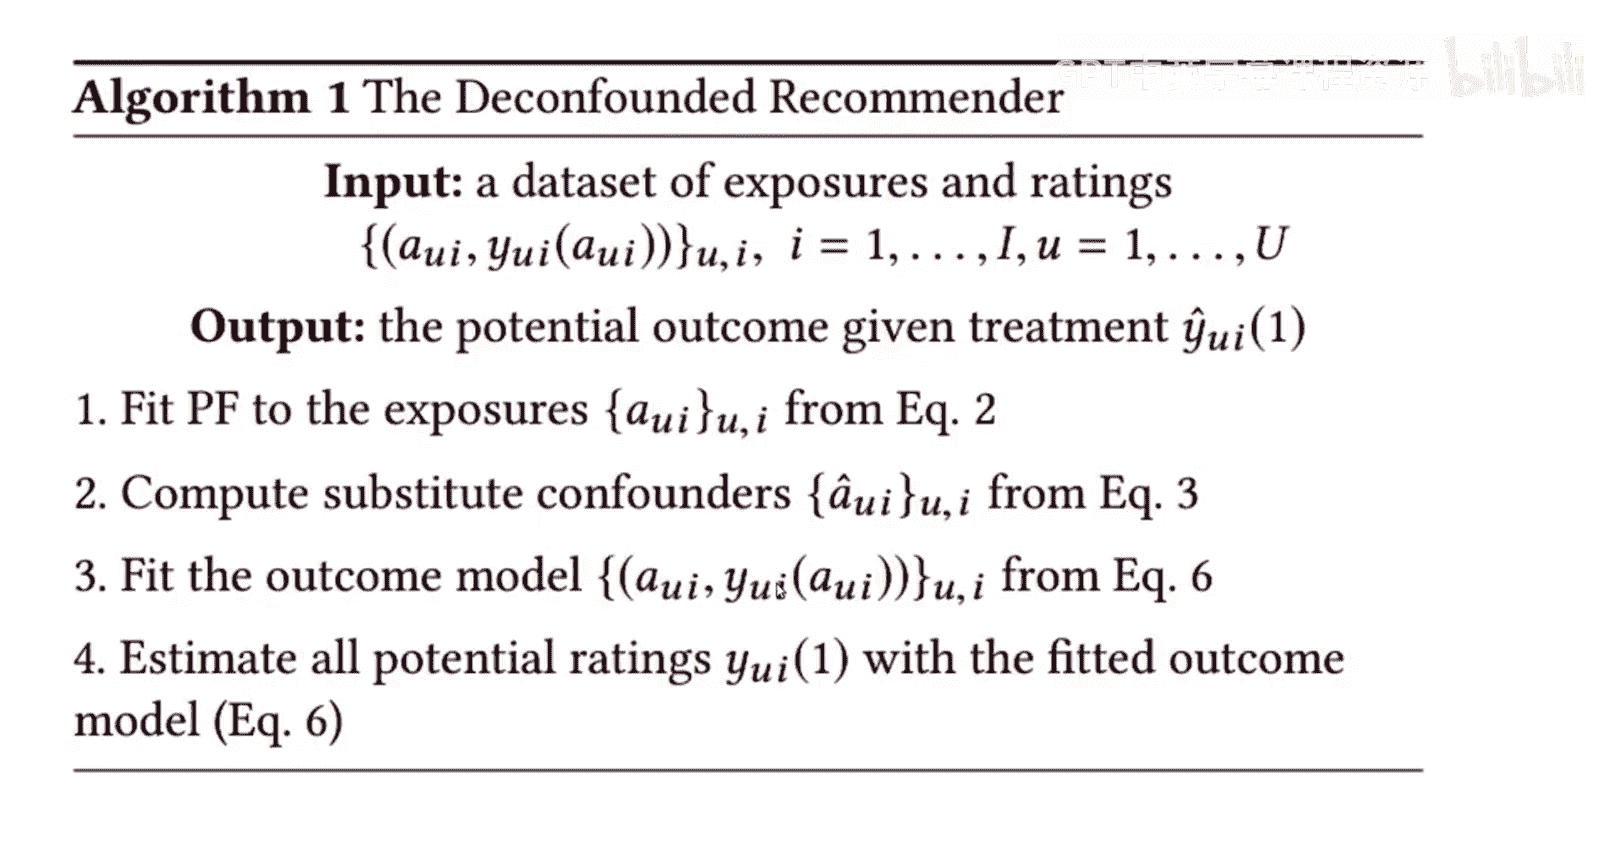 Algorithm 1 The Deconfounded Recommender
Input: a dataset of exposures and ratings
{(a_ui, y_ui(a_ui))}_u,i, i = 1, . . . , I, u = 1, . . . , U
Output: the potential outcome given treatment ŷ_ui(1)
1. Fit PF to the exposures {a_ui}_u,i from Eq. 2
2. Compute substitute confounders {â_ui}_u,i from Eq. 3
3. Fit the outcome model {(a_ui, y_ui(a_ui))}_u,i from Eq. 6
4. Estimate all potential ratings y_ui(1) with the fitted outcome
model (Eq. 6)
bilibili